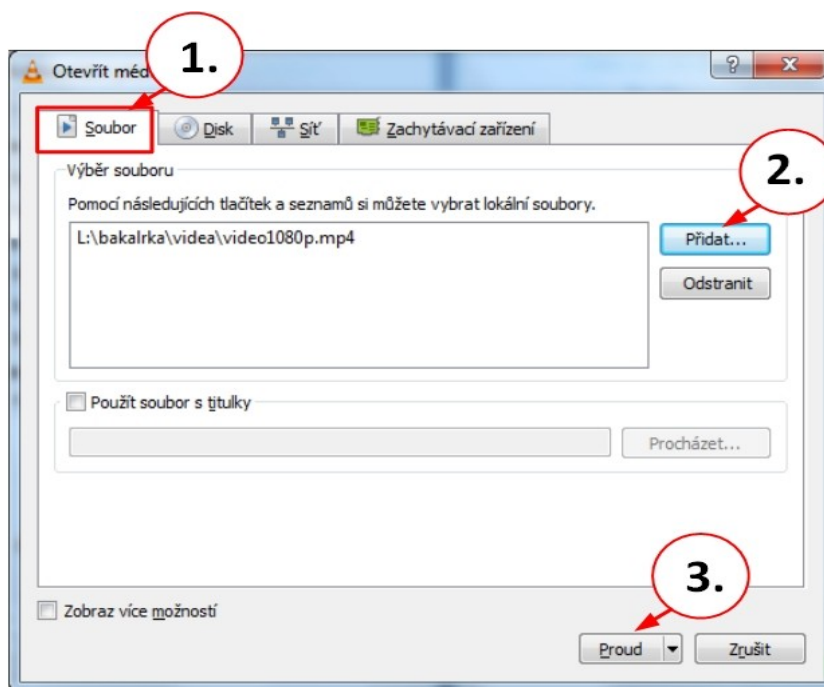 1.
Otevřít méd
Soubor Disk Síť Zachytávací zařízení
Výběr souboru
2.
Pomocí následujících tlačítek a seznamů si můžete vybrat lokální soubory.
L:\bakalrka\videa\video1080p.mp4
Přidat...
Odstranit
Použít soubor s titulky
Procházet...
3.
Zobraz více možností
Proud Zrušit